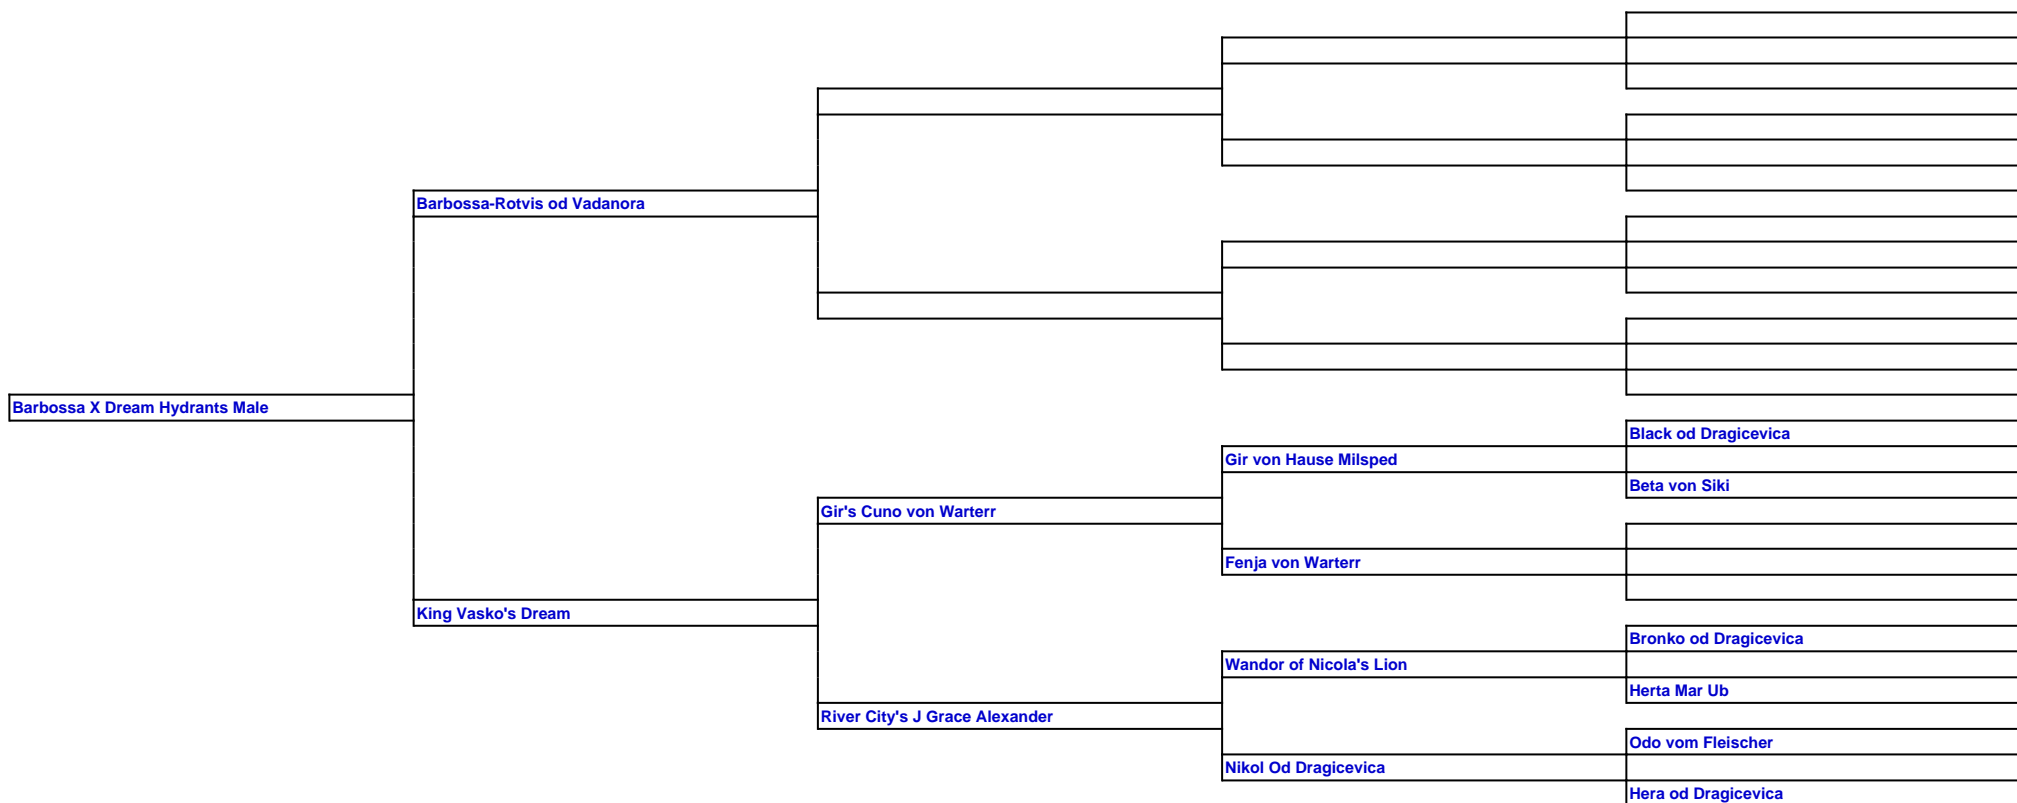 Barbossa-Rotvis od Vadanora
Barbossa X Dream Hydrants Male
Black od Dragicevica
Gir von Hause Milsped
Beta von Siki
Gir's Cuno von Warterr
Fenja von Warterr
King Vasko's Dream
Bronko od Dragicevica
Wandor of Nicola's Lion
Herta Mar Ub
River City's J Grace Alexander
Odo vom Fleischer
Nikol Od Dragicevica
Hera od Dragicevica